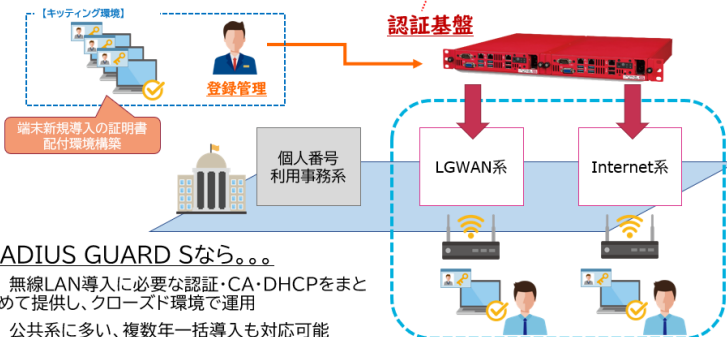 【キッティング環境】
認証基盤
登録管理
端末新規導入の証明書
配付環境構築
個人番号
利用事務系
LGWAN系
Internet系
ADIUS GUARD Sなら。。。
無線LAN導入に必要な認証・CA・DHCPをまと
めて提供し、クローズド環境で運用
公共系に多い、複数年一括導入も対応可能